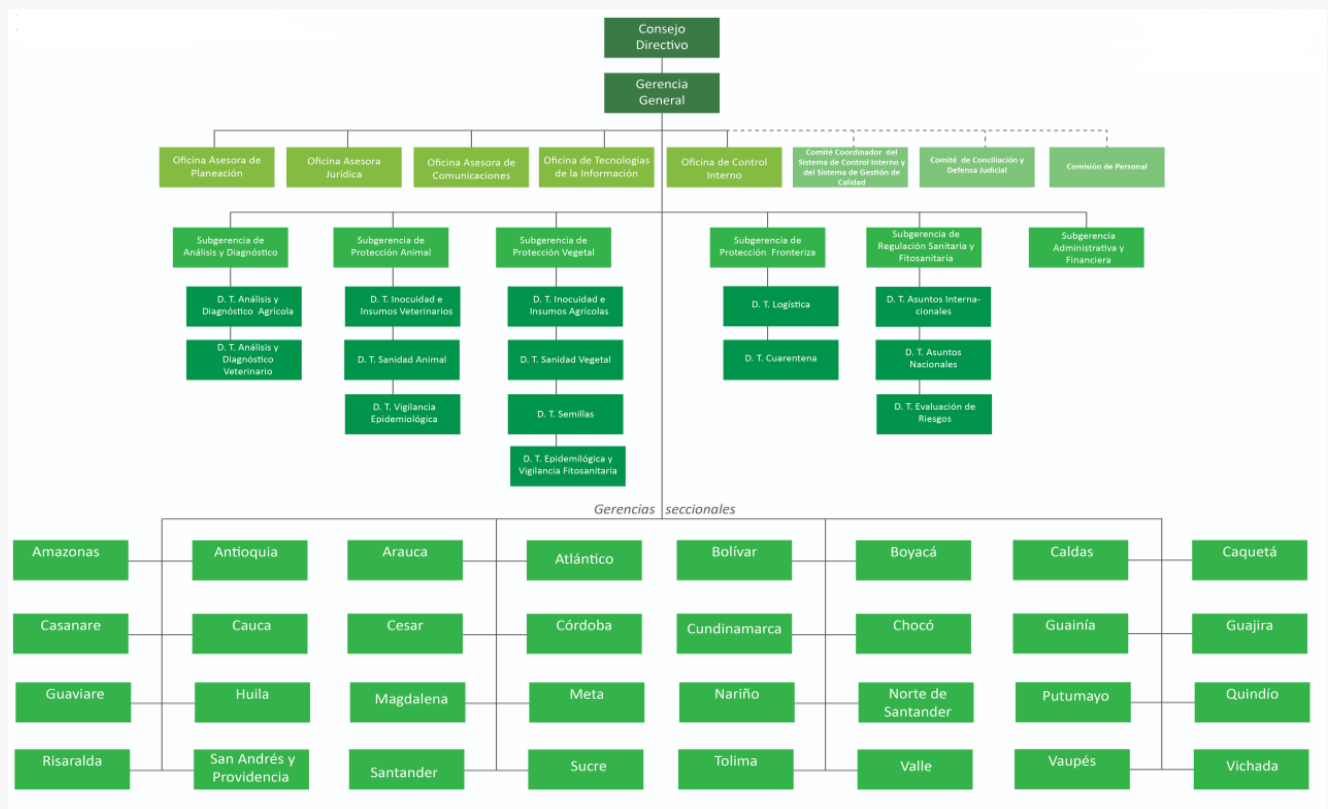 Consejo
Directivo
Gerencia
General
Oficina Asesora de
Planeación
Oficina Asesora
Jurídica
Oficina Asesora de
Comunicaciones
Oficina de Tecnologías
de la Información
Oficina de Control
Interno
Comité Coordinador del
Sistema de Control Interno y
del Sistema de Gestión de
Calidad
Comité de Conciliación y
Defensa Judicial
Comisión de Personal
Subgerencia de
Análisis y Diagnóstico
Subgerencia de
Protección Animal
Subgerencia de
Protección Vegetal
Subgerencia de
Protección Fronteriza
Subgerencia de
Regulación Sanitaria y
Fitosanitaria
Subgerencia
Administrativa y
Financiera
D. T. Análisis y
Diagnóstico Agrícola
D. T. Inocuidad e
Insumos Veterinarios
D. T. Inocuidad e
Insumos Agrícolas
D. T. Logística
D. T. Asuntos Interna-
cionales
D. T. Análisis y
Diagnóstico
Veterinario
D. T. Sanidad Animal
D. T. Sanidad Vegetal
D. T. Cuarentena
D. T. Asuntos
Nacionales
D. T. Vigilancia
Epidemiológica
D. T. Semillas
D. T. Evaluación de
Riesgos
D. T. Epidemilógica y
Vigilancia Fitosanitaria
Gerencias seccionales
Amazonas
Antioquia
Arauca
Atlántico
Bolívar
Boyacá
Caldas
Caquetá
Casanare
Cauca
Cesar
Córdoba
Cundinamarca
Chocó
Guainía
Guajira
Guaviare
Huila
Magdalena
Meta
Nariño
Norte de
Santander
Putumayo
Quindío
Risaralda
San Andrés y
Providencia
Santander
Sucre
Tolima
Valle
Vaupés
Vichada